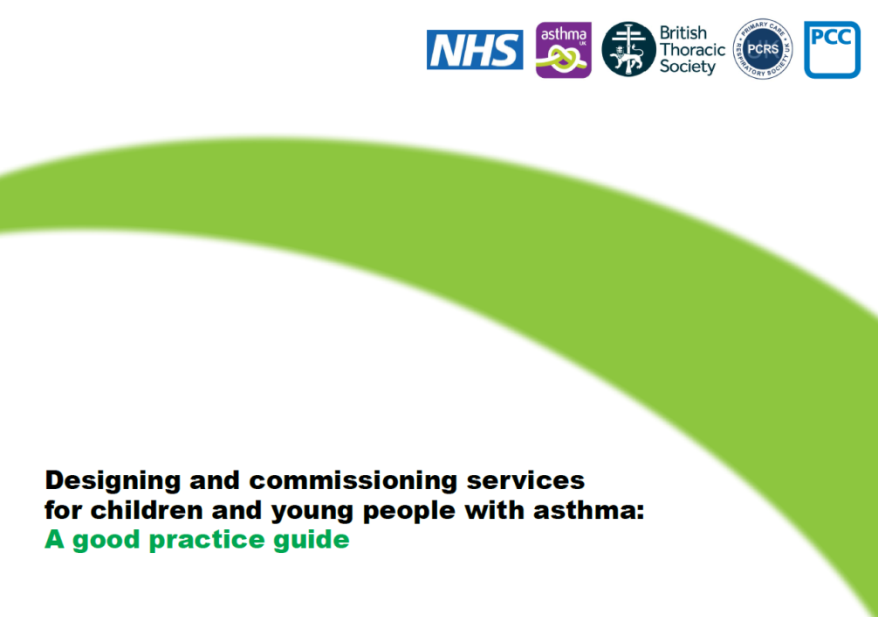 NHS
asthma
UK
British
Thoracic
Society
PRIMARY CARE
RESPIRATORY SOCIETY UK
PCRS
PCC
Designing and commissioning services
for children and young people with asthma:
A good practice guide